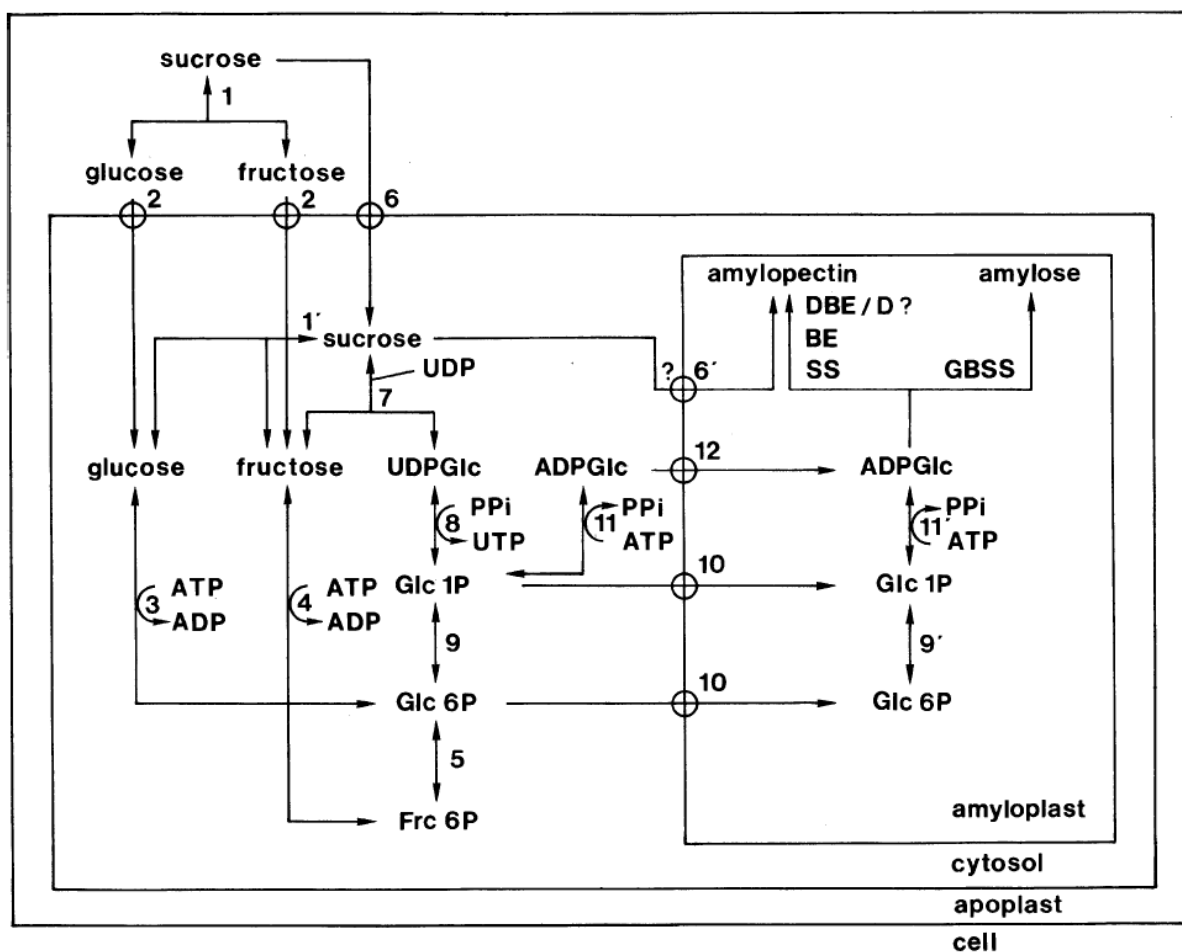 sucrose
1
glucose fructose
2 2 6
amylopectin amylose
DBE / D ?
1´ BE
sucrose SS GBSS
UDP ? 6´
7
glucose fructose UDPGlc ADPGlc 12 ADPGlc
PPi PPi PPi
8 11 11´
UTP ATP ATP
Glc 1P 10 Glc 1P
ATP ATP
3 4
ADP ADP
9 9´
Glc 6P 10 Glc 6P
5
Frc 6P
amyloplast
cytosol
apoplast
cell